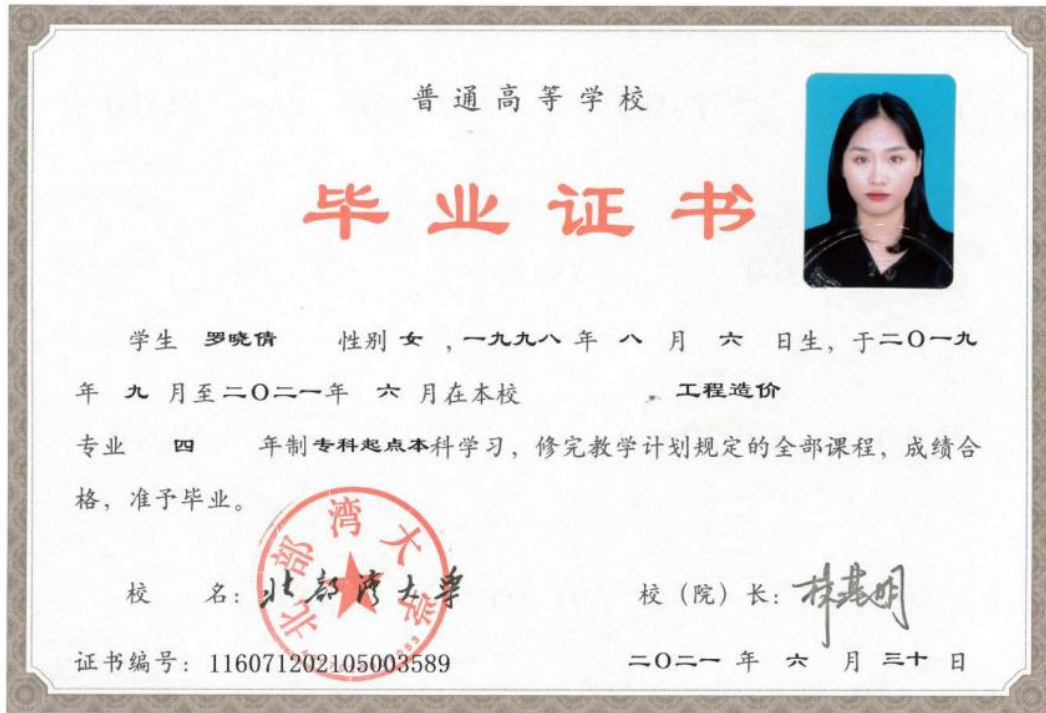 普通高等学校
毕业证书
学生 罗晓倩 性别 女 ，一九九八 年 八 月 六 日生，于二〇一九
年 九 月至二〇二一年 六 月在本校 工程造价
专业 四 年制专科起点本科学习，修完教学计划规定的全部课程，成绩合
格，准予毕业。
北部湾大学
校 名：北部湾大学 校（院）长：
证书编号：116071202105003589 二〇二一 年 六 月 三十 日